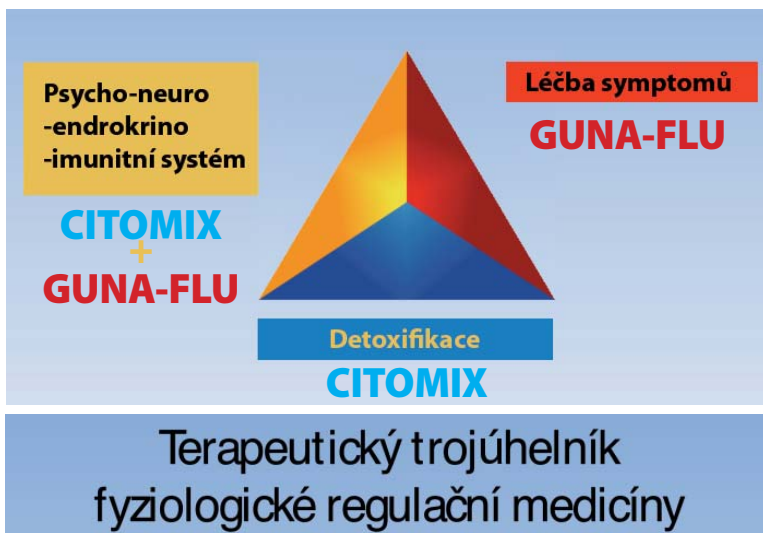 Psycho-neuro
-endrokrino
-imunitní systém
CITOMIX
+
GUNA-FLU
Léčba symptomů
GUNA-FLU
Detoxifikace
CITOMIX
Terapeutický trojúhelník
fyziologické regulační medicíny